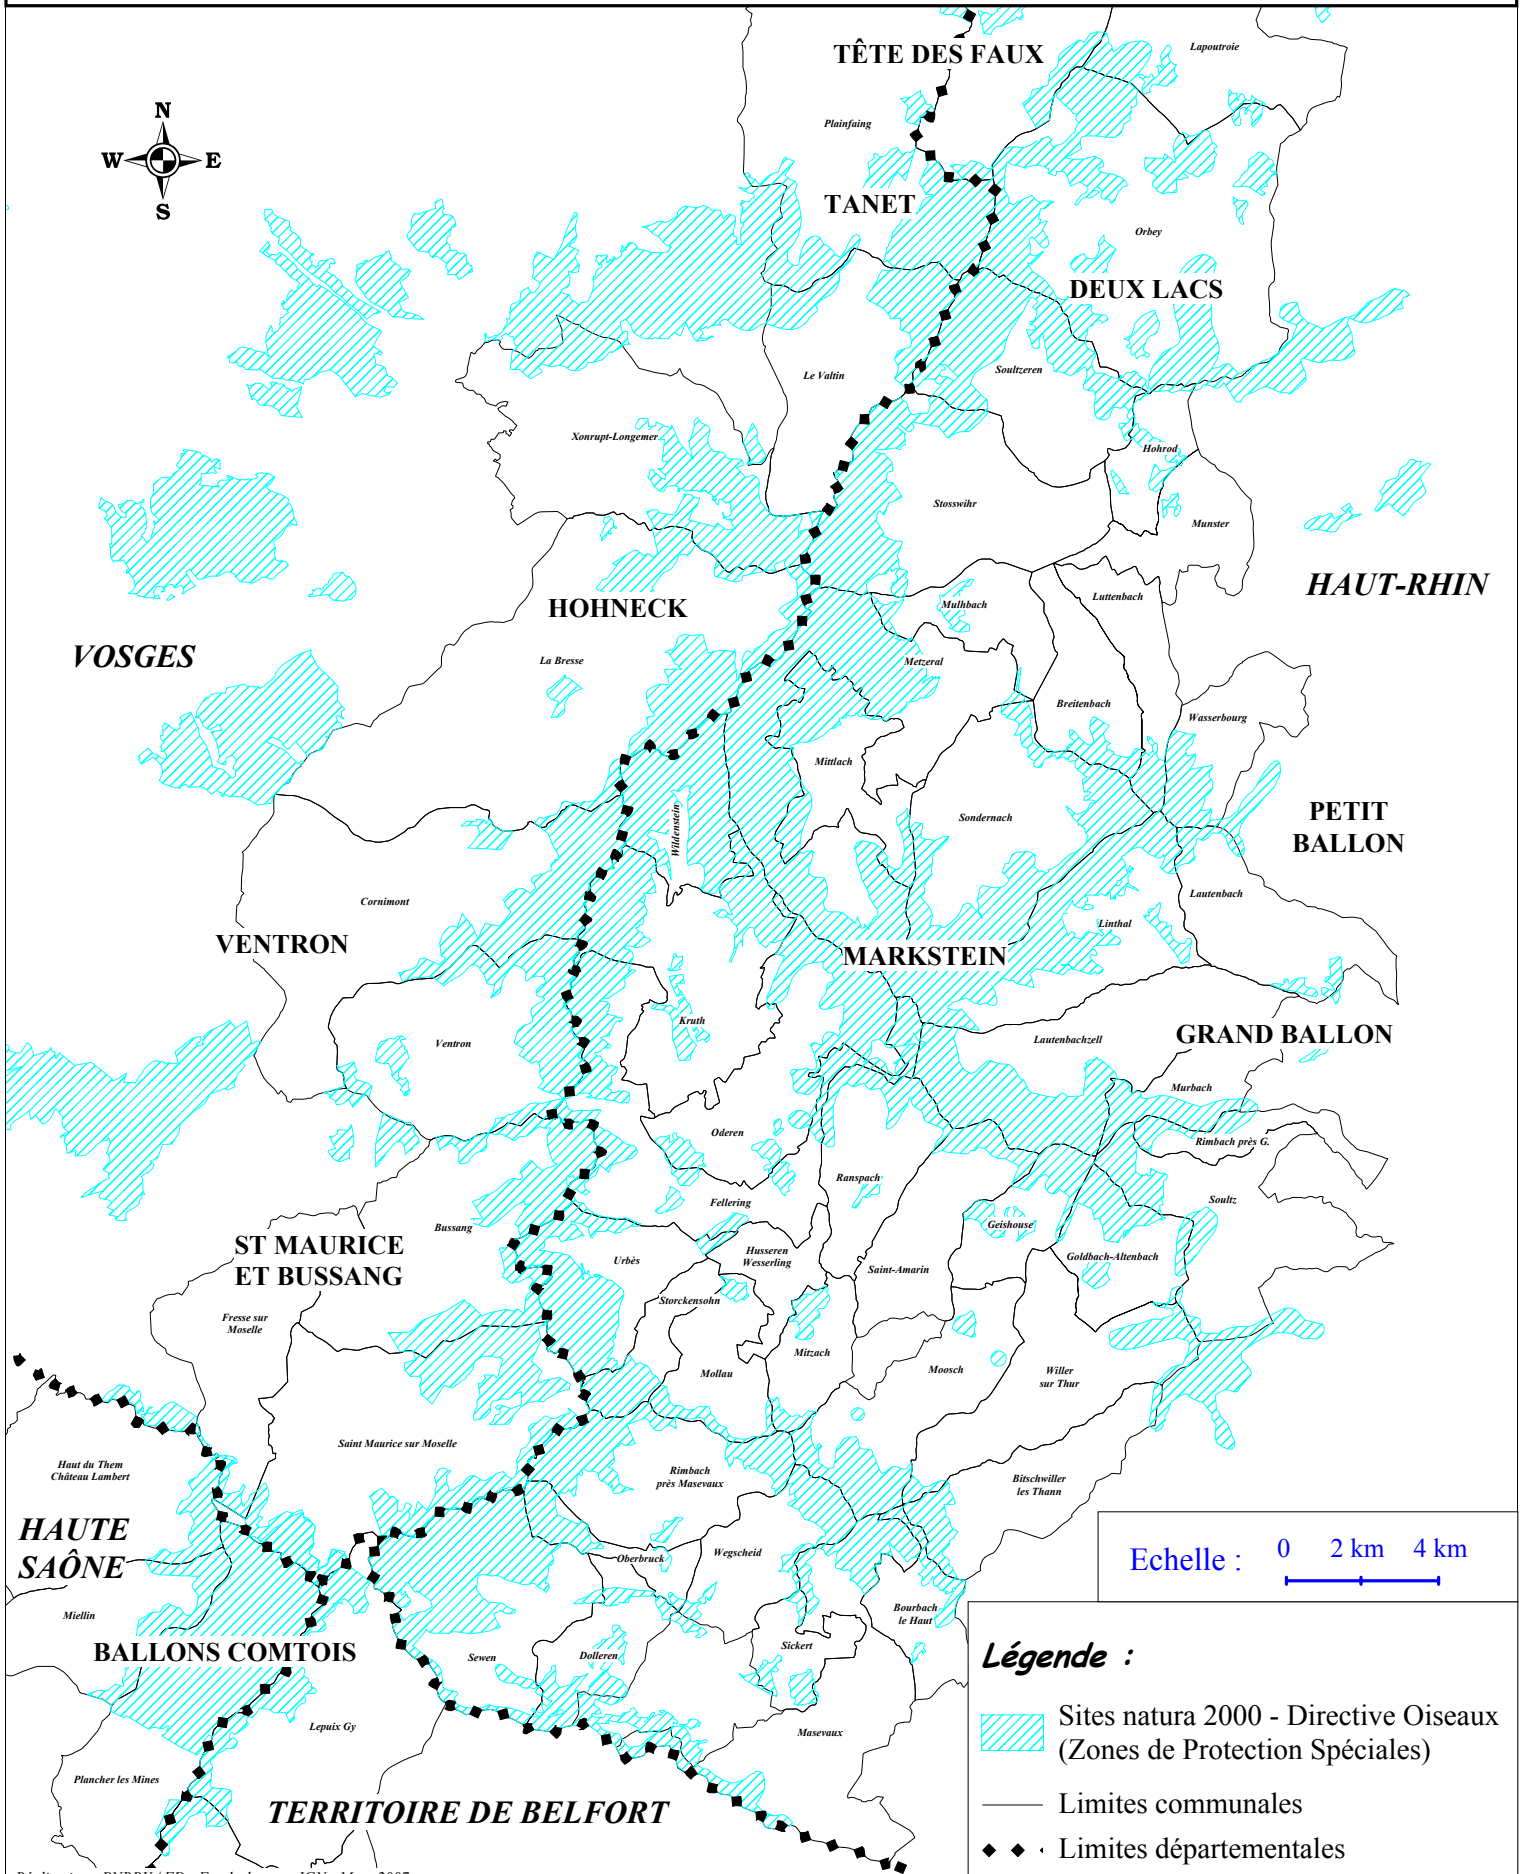 TÊTE DES FAUX
Lapoutroie
Plainfaing
N
W E
S
TANET
Orbey
DEUX LACS
Le Valtin
Soultzeren
Xonrupt-Longemer
Hohrod
Stosswihr
Munster
HAUT-RHIN
HOHNECK
Mulhbach
Luttenbach
VOSGES
La Bresse
Metzeral
Breitenbach
Wasserbourg
Mittlach
Wildenstein
Sondernach
PETIT
BALLON
Cornimont
Lautenbach
Linthal
VENTRON
MARKSTEIN
Kruth
Ventron
Lautenbachzell
GRAND BALLON
Murbach
Oderen
Rimbach près G.
Ranspach
Fellering
Soultz
Bussang
Geishouse
ST MAURICE
ET BUSSANG
Urbès
Husseren
Wesserling
Goldbach-Altenbach
Saint-Amarin
Storckensohn
Fresse sur
Moselle
Mitzach
Mollau
Moosch
Willer
sur Thur
Saint Maurice sur Moselle
Haut du Them
Château Lambert
Rimbach
près Masevaux
Bitschwiller
les Thann
HAUTE
SAÔNE
Oberbruck
Wegscheid
Echelle : 0 2 km 4 km
Miellin
Bourbach
le Haut
BALLONS COMTOIS
Sewen
Dolleren
Sickert
Légende :
Lepuix Gy
Masevaux
Sites natura 2000 - Directive Oiseaux
(Zones de Protection Spéciales)
Plancher les Mines
TERRITOIRE DE BELFORT
Limites communales
Limites départementales